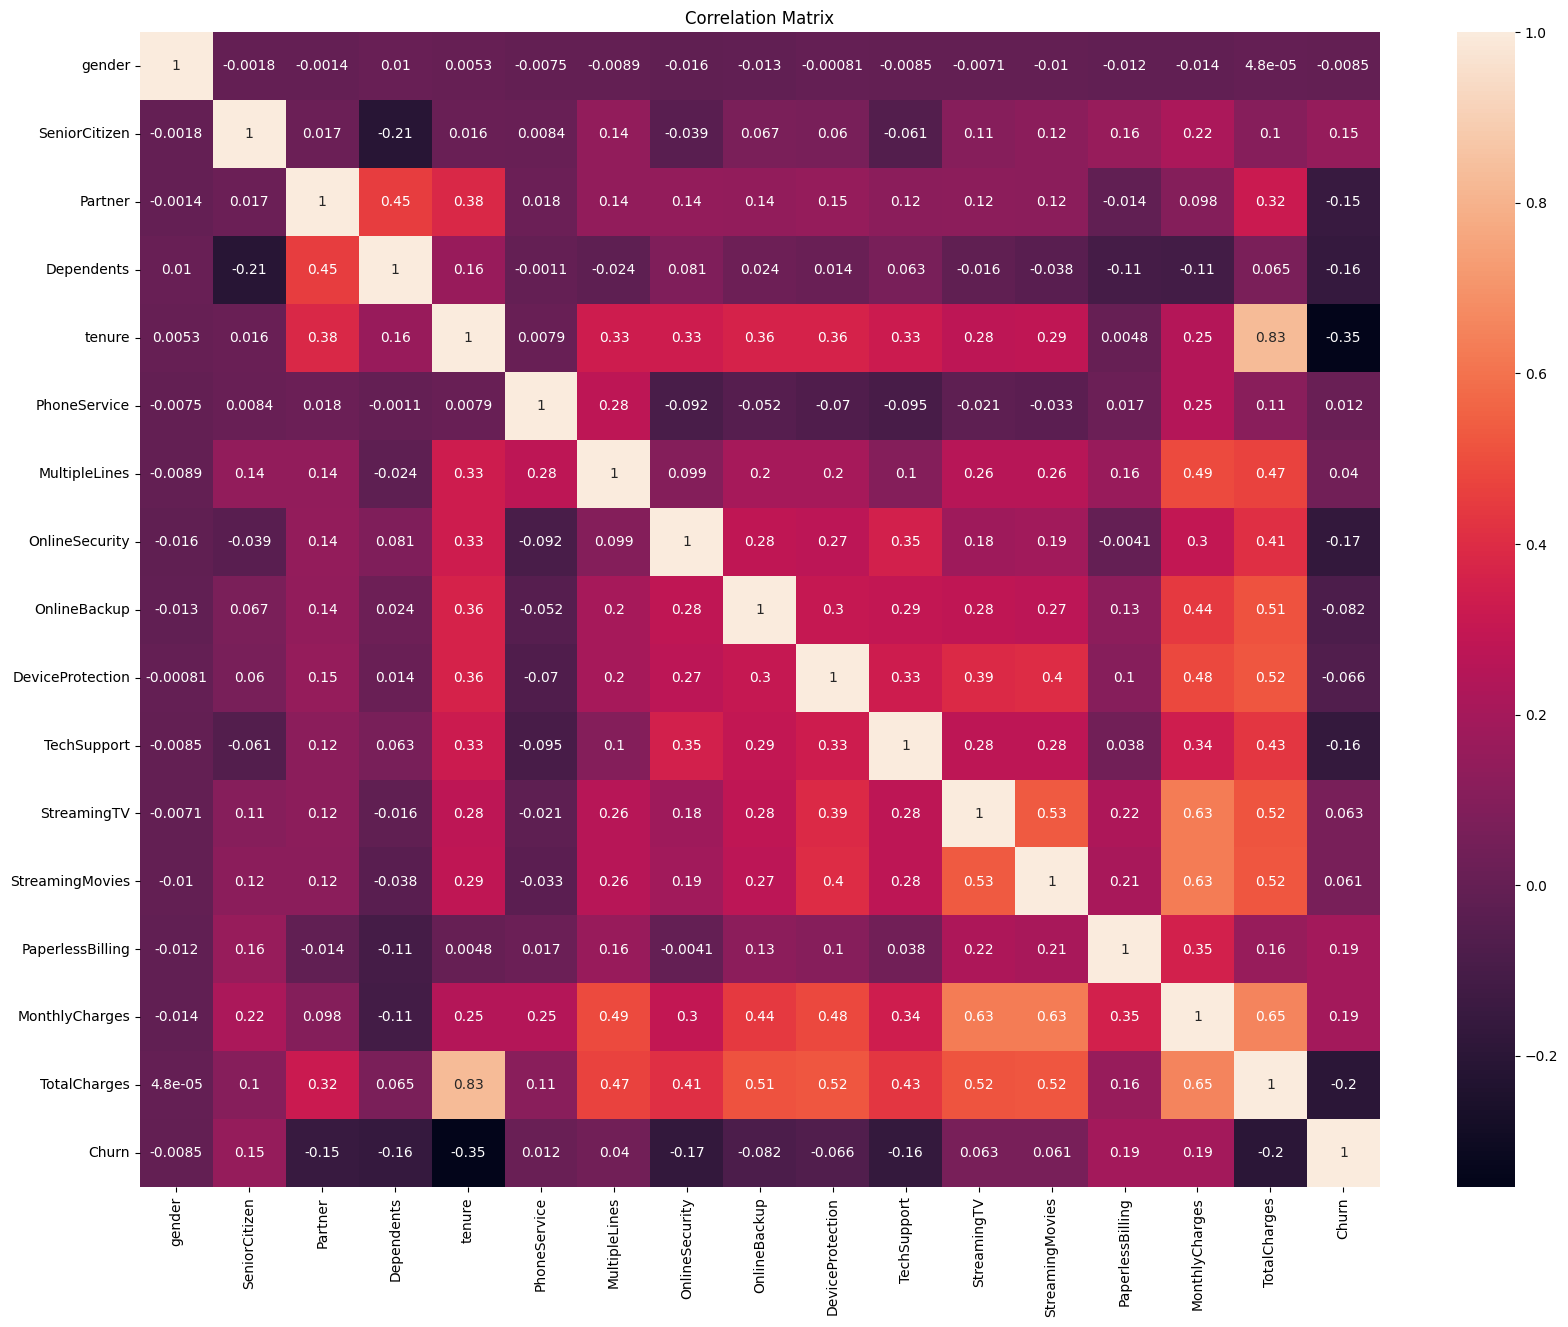 Correlation Matrix
gender 1 -0.0018 -0.0014 0.01 0.0053 -0.0075 -0.0089 -0.016 -0.013 -0.00081 -0.0085 -0.0071 -0.01 -0.012 -0.014 4.8e-05 -0.0085
SeniorCitizen -0.0018 1 0.017 -0.21 0.016 0.0084 0.14 -0.039 0.067 0.06 -0.061 0.11 0.12 0.16 0.22 0.1 0.15
Partner -0.0014 0.017 1 0.45 0.38 0.018 0.14 0.14 0.14 0.15 0.12 0.12 0.12 -0.014 0.098 0.32 -0.15
Dependents 0.01 -0.21 0.45 1 0.16 -0.0011 -0.024 0.081 0.024 0.014 0.063 -0.016 -0.038 -0.11 -0.11 0.065 -0.16
tenure 0.0053 0.016 0.38 0.16 1 0.0079 0.33 0.33 0.36 0.36 0.33 0.28 0.29 0.0048 0.25 0.83 -0.35
PhoneService -0.0075 0.0084 0.018 -0.0011 0.0079 1 0.28 -0.092 -0.052 -0.07 -0.095 -0.021 -0.033 0.017 0.25 0.11 0.012
MultipleLines -0.0089 0.14 0.14 -0.024 0.33 0.28 1 0.099 0.2 0.2 0.1 0.26 0.26 0.16 0.49 0.47 0.04
OnlineSecurity -0.016 -0.039 0.14 0.081 0.33 -0.092 0.099 1 0.28 0.27 0.35 0.18 0.19 -0.0041 0.3 0.41 -0.17
OnlineBackup -0.013 0.067 0.14 0.024 0.36 -0.052 0.2 0.28 1 0.3 0.29 0.28 0.27 0.13 0.44 0.51 -0.082
DeviceProtection -0.00081 0.06 0.15 0.014 0.36 -0.07 0.2 0.27 0.3 1 0.33 0.39 0.4 0.1 0.48 0.52 -0.066
TechSupport -0.0085 -0.061 0.12 0.063 0.33 -0.095 0.1 0.35 0.29 0.33 1 0.28 0.28 0.038 0.34 0.43 -0.16
StreamingTV -0.0071 0.11 0.12 -0.016 0.28 -0.021 0.26 0.18 0.28 0.39 0.28 1 0.53 0.22 0.63 0.52 0.063
StreamingMovies -0.01 0.12 0.12 -0.038 0.29 -0.033 0.26 0.19 0.27 0.4 0.28 0.53 1 0.21 0.63 0.52 0.061
PaperlessBilling -0.012 0.16 -0.014 -0.11 0.0048 0.017 0.16 -0.0041 0.13 0.1 0.038 0.22 0.21 1 0.35 0.16 0.19
MonthlyCharges -0.014 0.22 0.098 -0.11 0.25 0.25 0.49 0.3 0.44 0.48 0.34 0.63 0.63 0.35 1 0.65 0.19
TotalCharges 4.8e-05 0.1 0.32 0.065 0.83 0.11 0.47 0.41 0.51 0.52 0.43 0.52 0.52 0.16 0.65 1 -0.2
Churn -0.0085 0.15 -0.15 -0.16 -0.35 0.012 0.04 -0.17 -0.082 -0.066 -0.16 0.063 0.061 0.19 0.19 -0.2 1
gender
SeniorCitizen
Partner
Dependents
tenure
PhoneService
MultipleLines
OnlineSecurity
OnlineBackup
DeviceProtection
TechSupport
StreamingTV
StreamingMovies
PaperlessBilling
MonthlyCharges
TotalCharges
Churn
1.0
0.8
0.6
0.4
0.2
0.0
-0.2